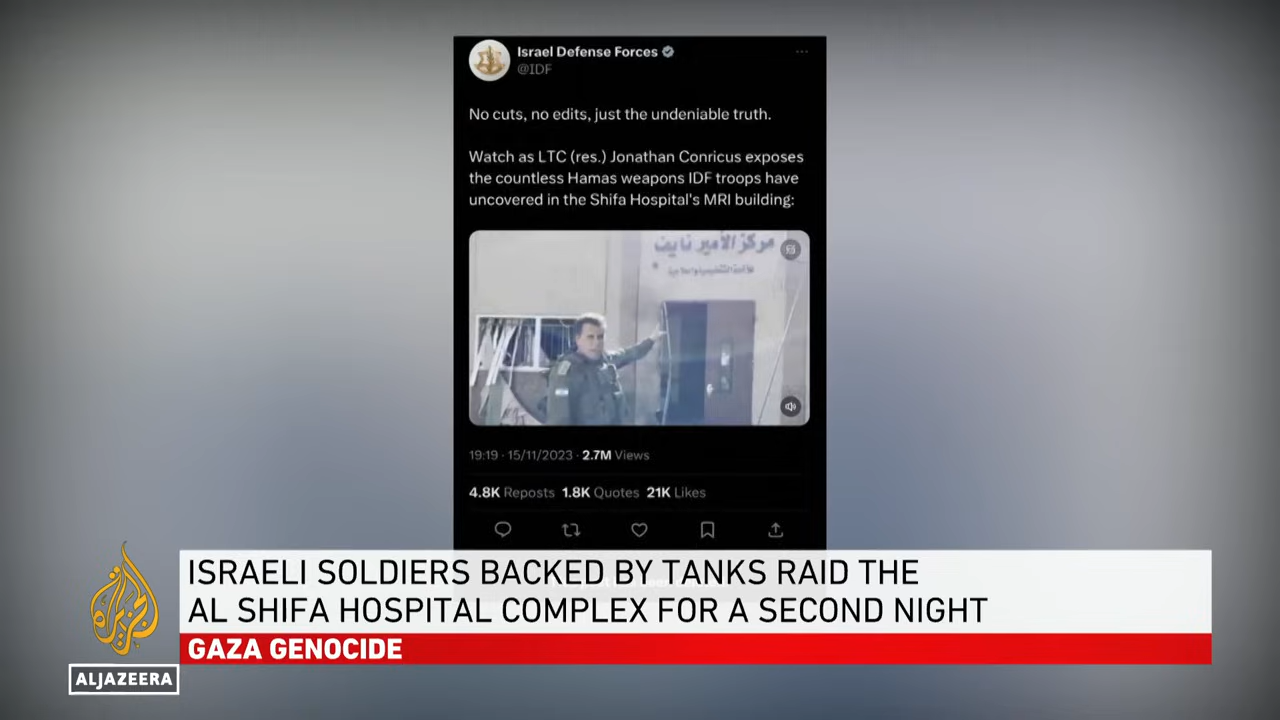 Israel Defense Forces
@IDF
No cuts, no edits, just the undeniable truth.
Watch as LTC (res.) Jonathan Conricus exposes
the countless Hamas weapons IDF troops have
uncovered in the Shifa Hospital's MRI building:
مركز الأمير نايف
19:19 · 15/11/2023 · 2.7M Views
4.8K Reposts 1.8K Quotes 21K Likes
ISRAELI SOLDIERS BACKED BY TANKS RAID THE
AL SHIFA HOSPITAL COMPLEX FOR A SECOND NIGHT
GAZA GENOCIDE
الجزيرة
ALJAZEERA